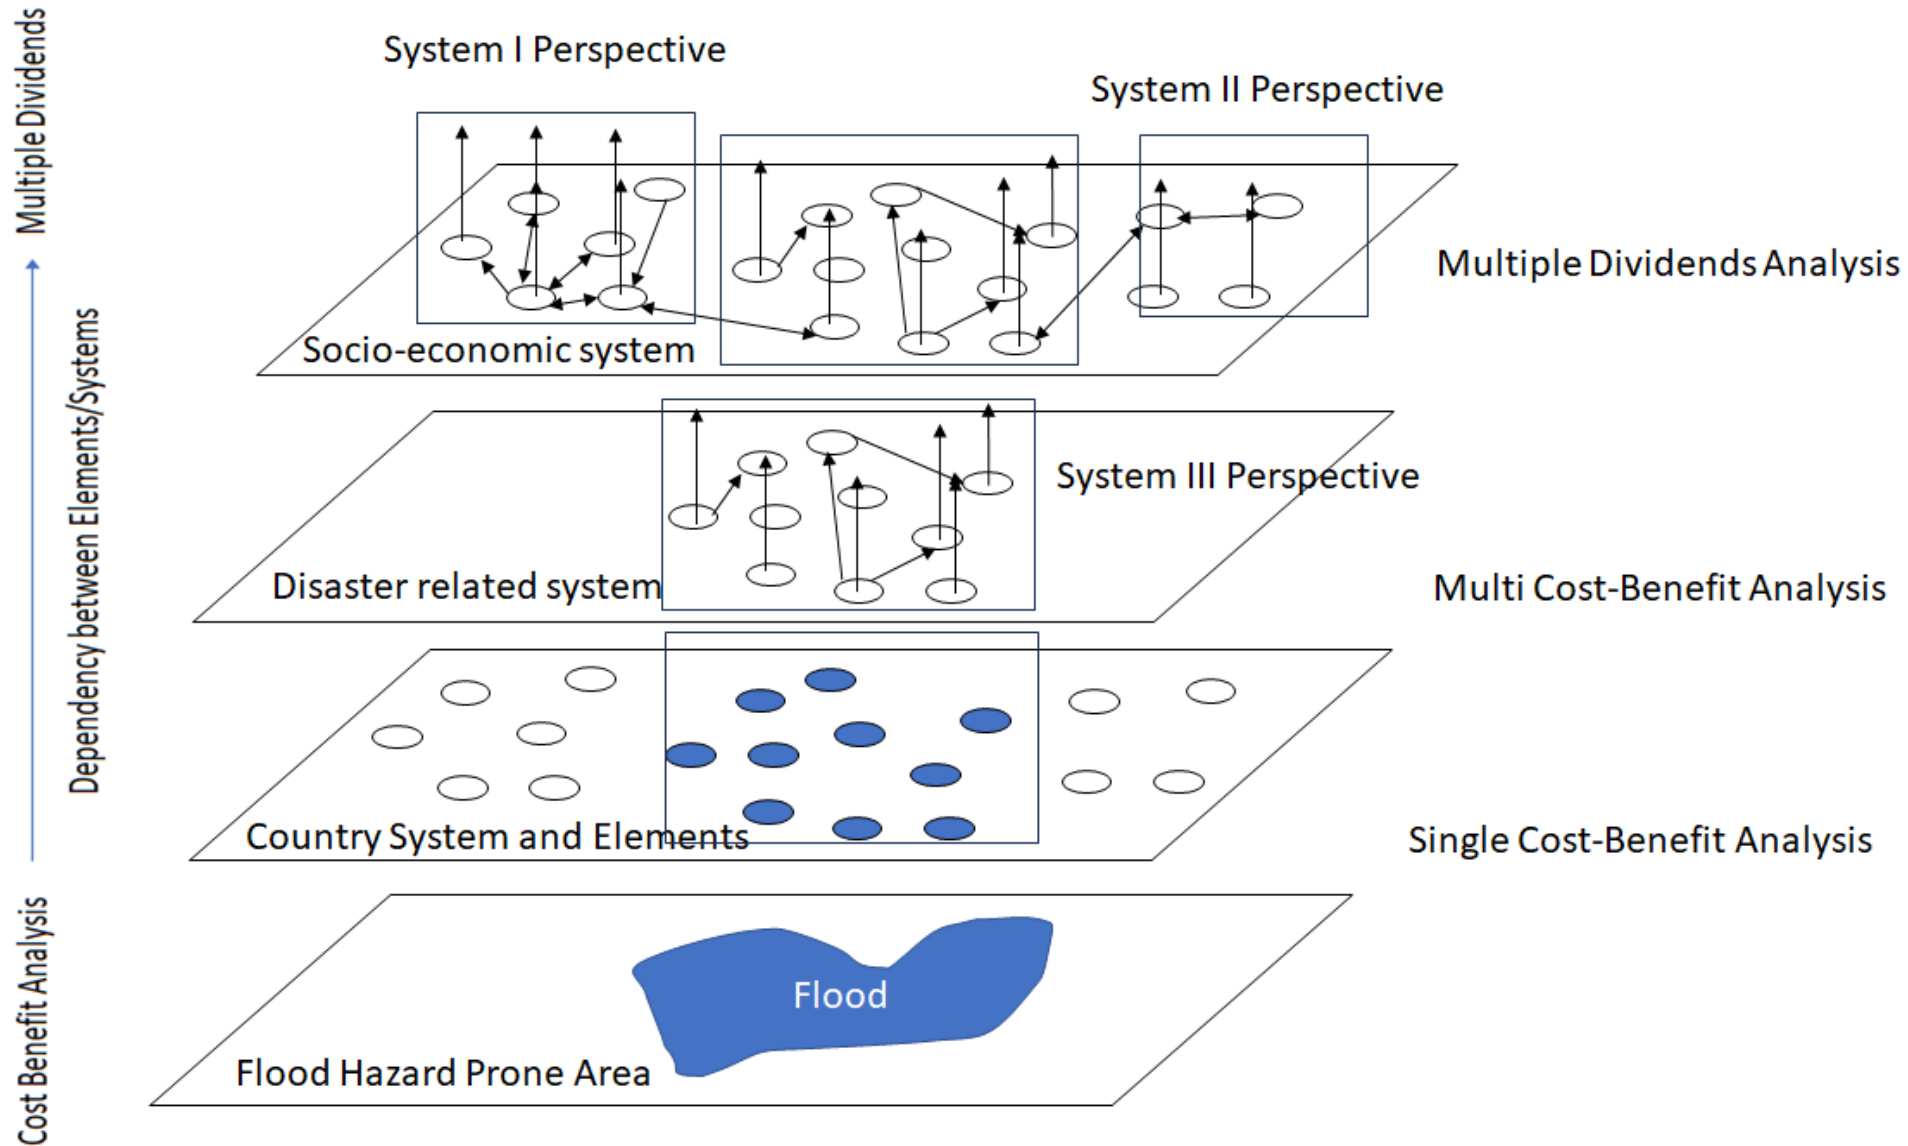 Multiple Dividends
Dependency between Elements/Systems
Cost Benefit Analysis
System I Perspective
System II Perspective
Multiple Dividends Analysis
Socio-economic system
System III Perspective
Disaster related system
Multi Cost-Benefit Analysis
Country System and Elements
Single Cost-Benefit Analysis
Flood
Flood Hazard Prone Area